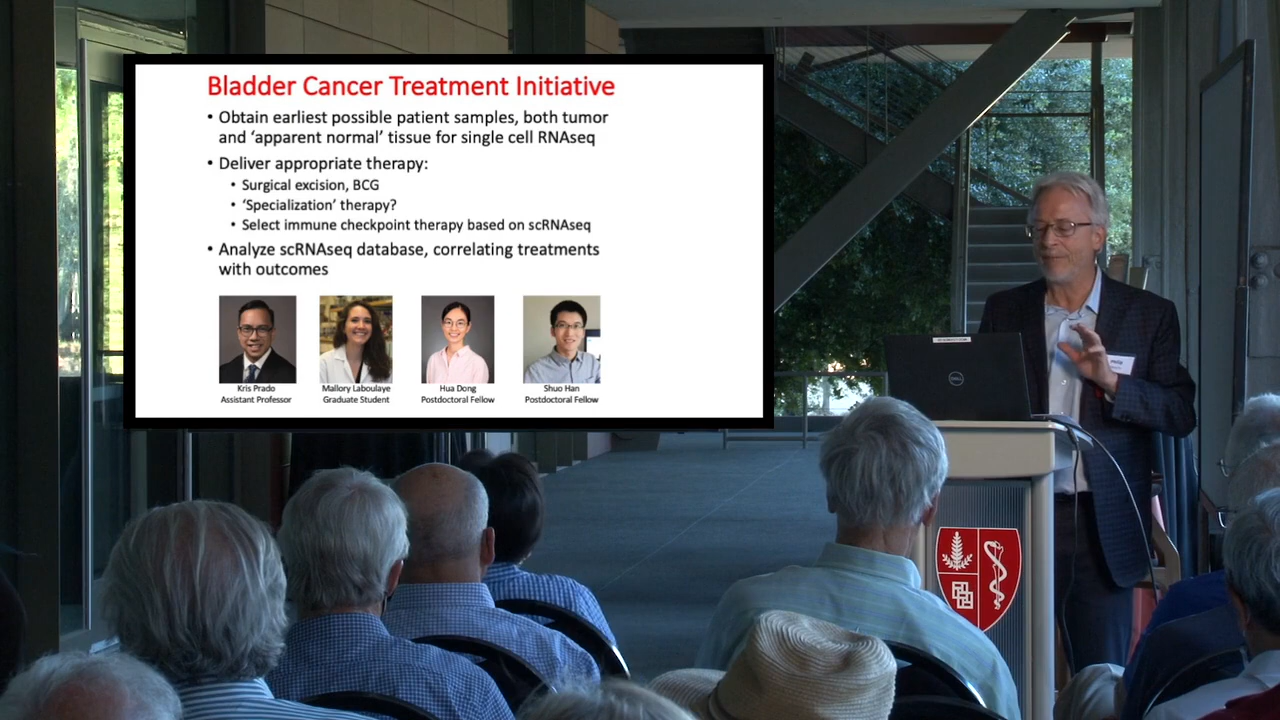 Bladder Cancer Treatment Initiative
• Obtain earliest possible patient samples, both tumor
and ‘apparent normal’ tissue for single cell RNAseq
• Deliver appropriate therapy:
• Surgical excision, BCG
• ‘Specialization’ therapy?
• Select immune checkpoint therapy based on scRNAseq
• Analyze scRNAseq database, correlating treatments
with outcomes
Kris Prado
Assistant Professor
Mallory Laboulaye
Graduate Student
Hua Dong
Postdoctoral Fellow
Shuo Han
Postdoctoral Fellow
DELL
Philip